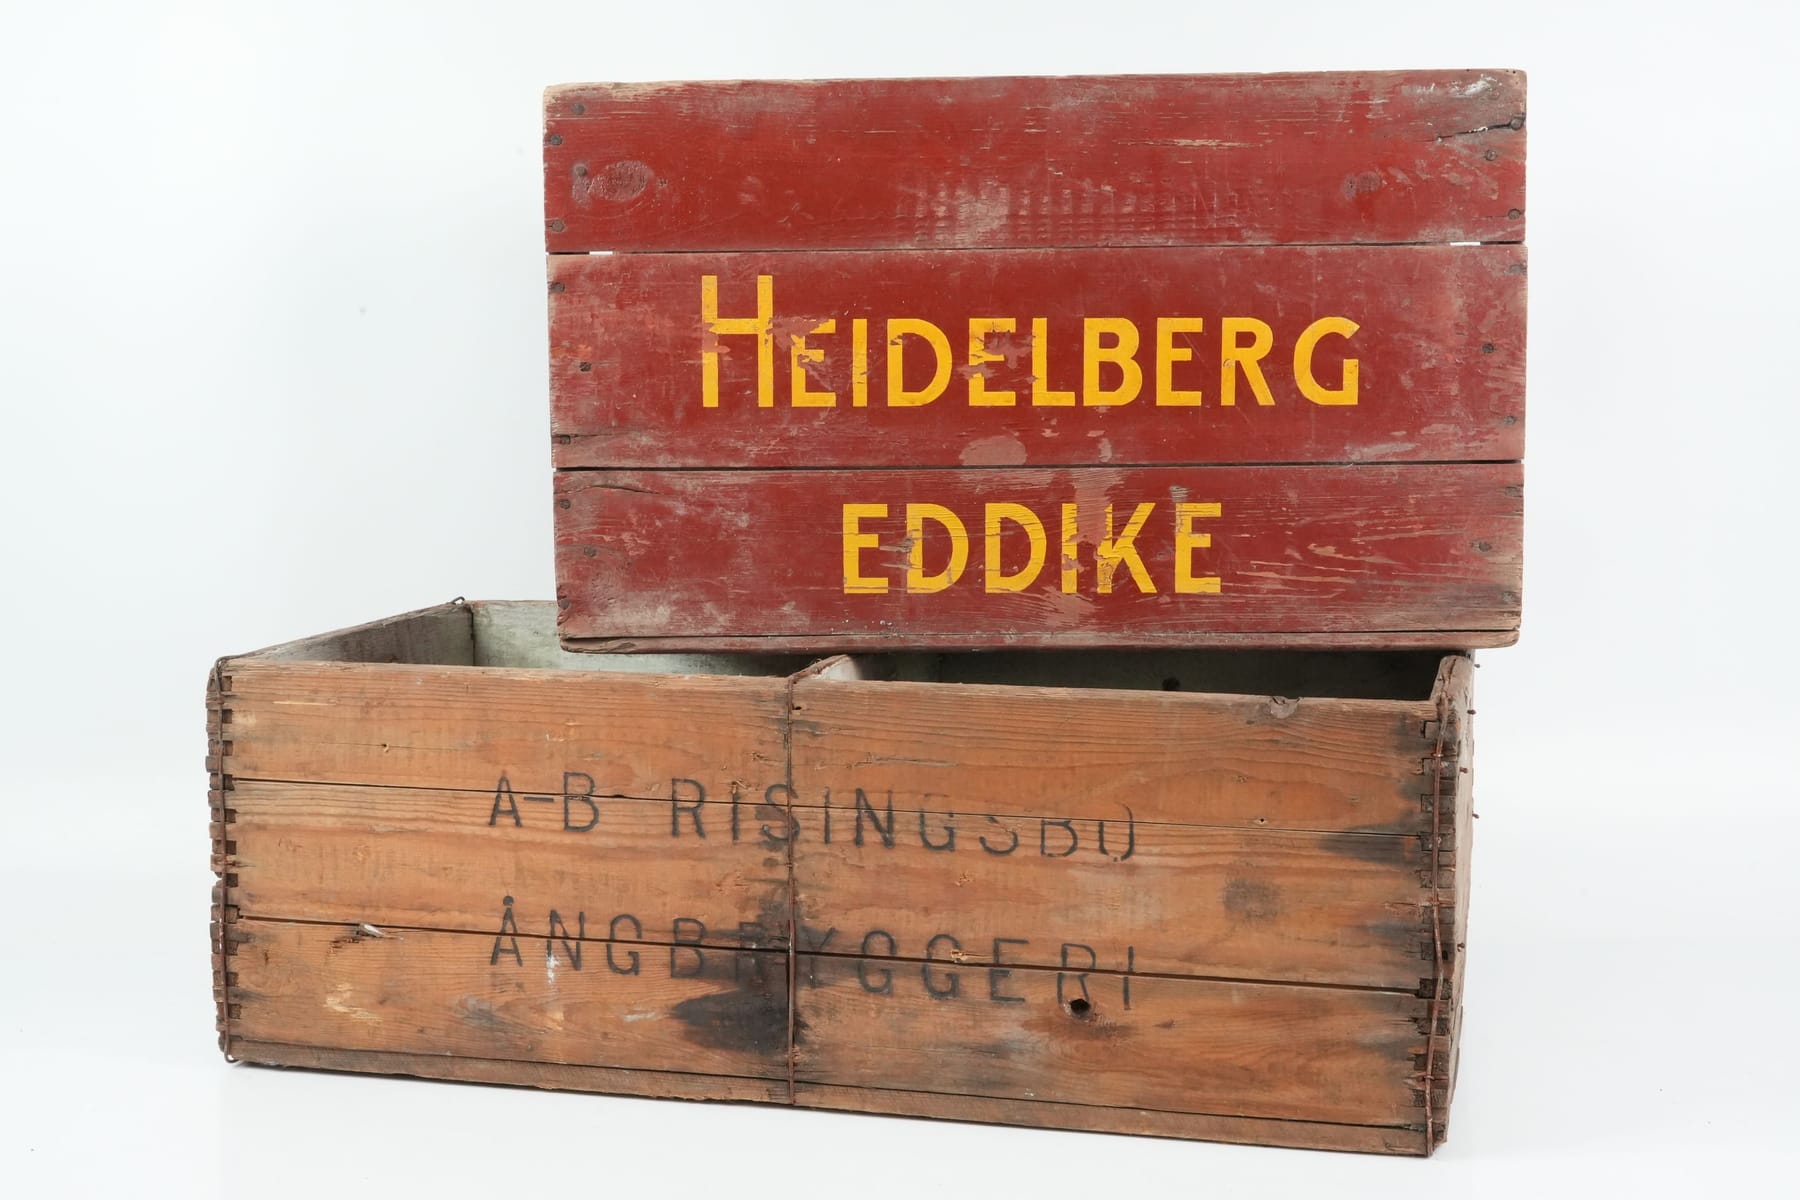 HEIDELBERG
EDDIKE
A-B RISINGSBO
ÅNGBRYGGERI